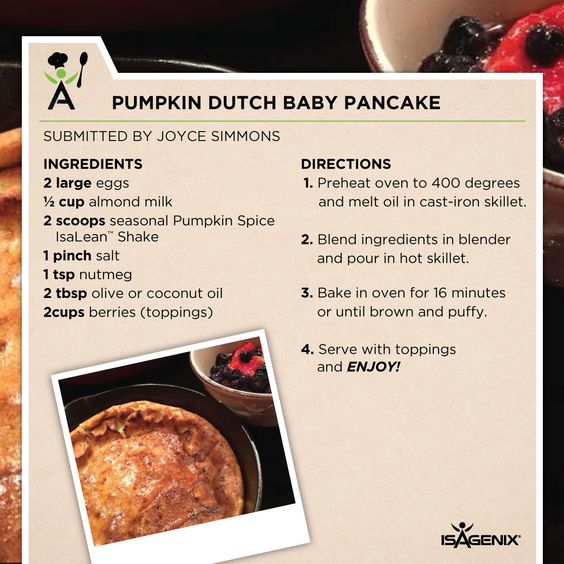 PUMPKIN DUTCH BABY PANCAKE
SUBMITTED BY JOYCE SIMMONS
INGREDIENTS
2 large eggs
½ cup almond milk
2 scoops seasonal Pumpkin Spice
IsaLean™ Shake
1 pinch salt
1 tsp nutmeg
2 tbsp olive or coconut oil
2cups berries (toppings)
DIRECTIONS
1. Preheat oven to 400 degrees
and melt oil in cast-iron skillet.
2. Blend ingredients in blender
and pour in hot skillet.
3. Bake in oven for 16 minutes
or until brown and puffy.
4. Serve with toppings
and ENJOY!
ISAGENIX®